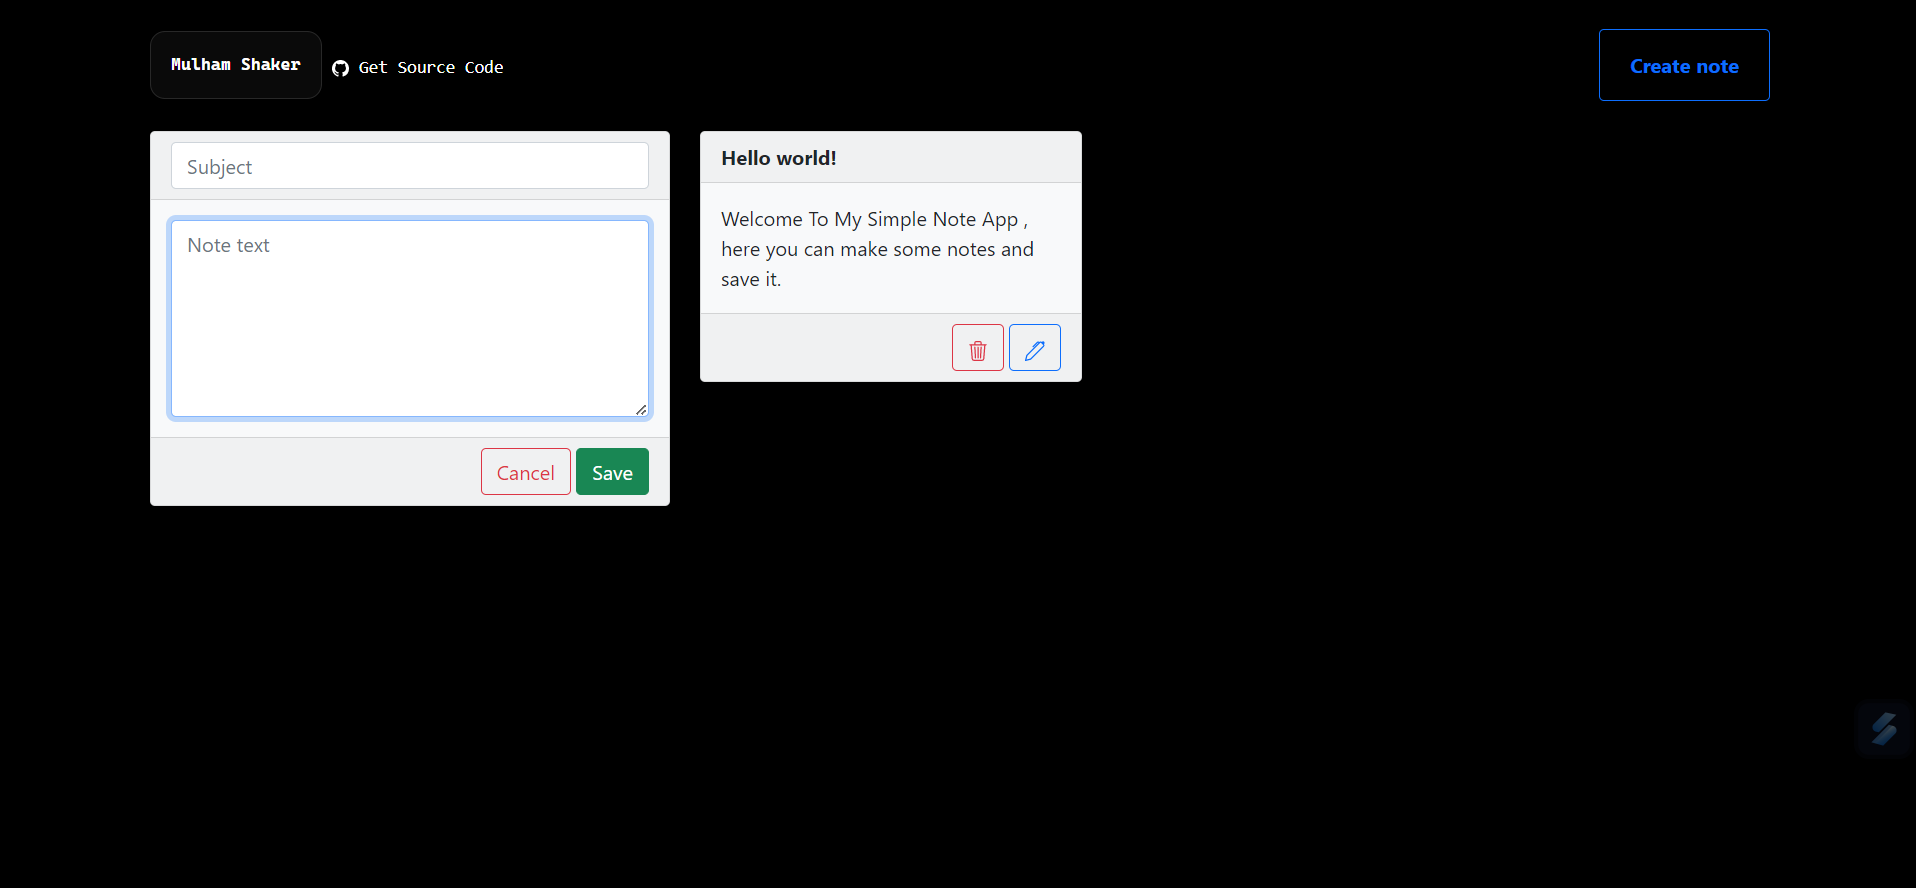 Mulham Shaker
Get Source Code
Create note
Subject
Note text
Cancel
Save
Hello world!
Welcome To My Simple Note App ,
here you can make some notes and
save it.